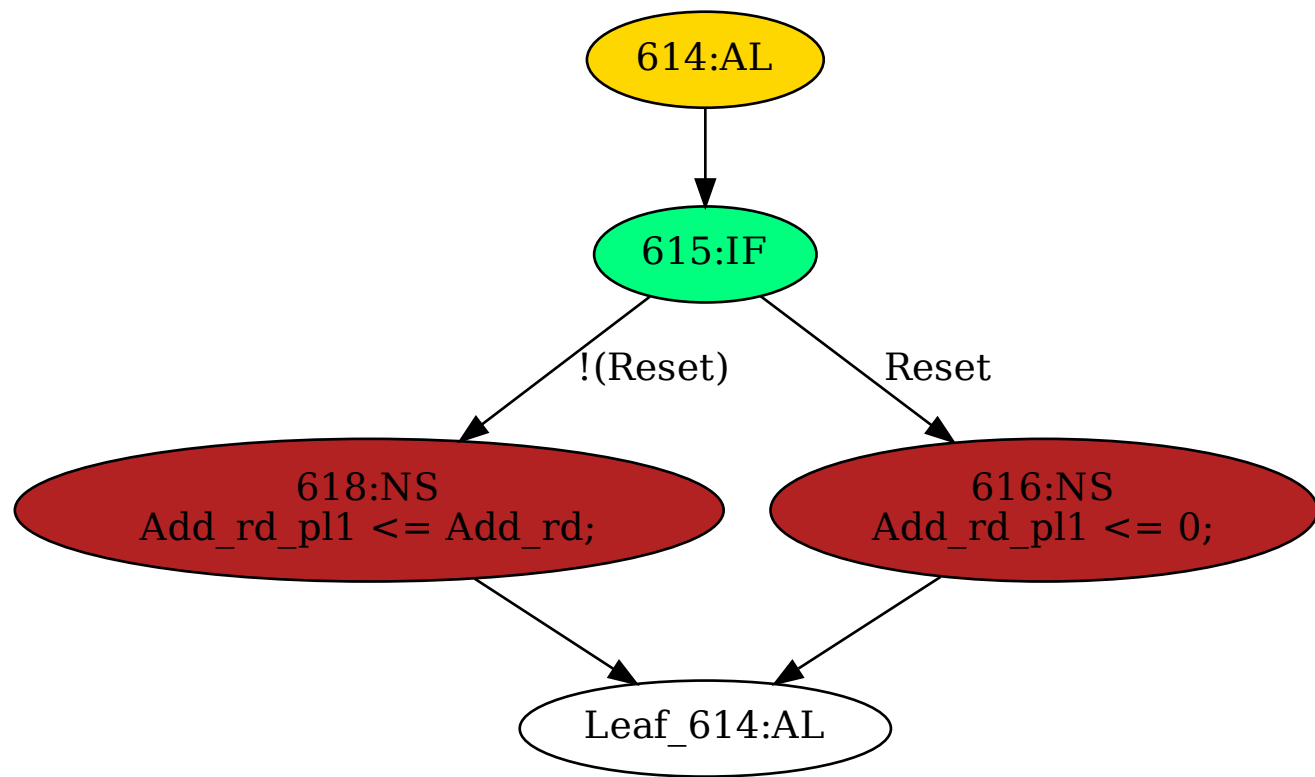 614:AL
615:IF
!(Reset)
Reset
618:NS
Add_rd_pl1 <= Add_rd;
616:NS
Add_rd_pl1 <= 0;
Leaf_614:AL